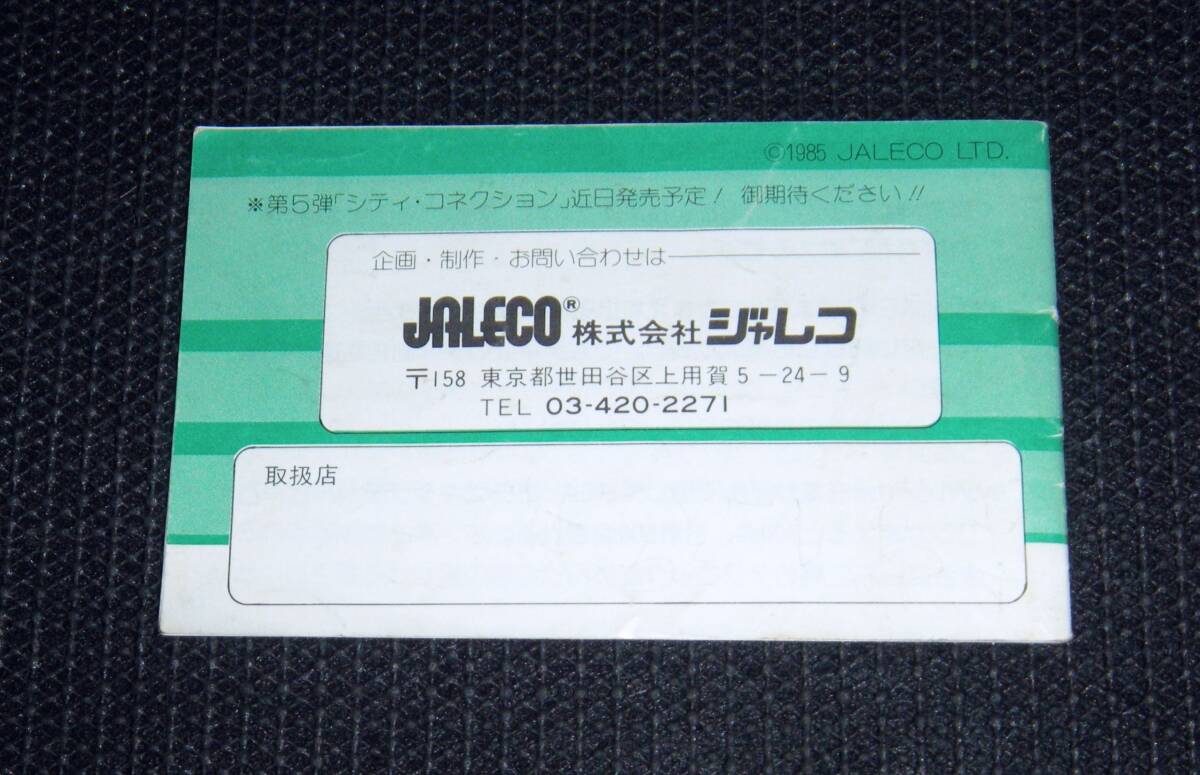 ©1985 JALECO LTD.
※第5弾「シティ・コネクション」近日発売予定! 御期待ください!!
企画・制作・お問い合わせは
JALECO® 株式会社ジャレコ
〒158 東京都世田谷区上用賀5-24-9
TEL 03-420-2271
取扱店